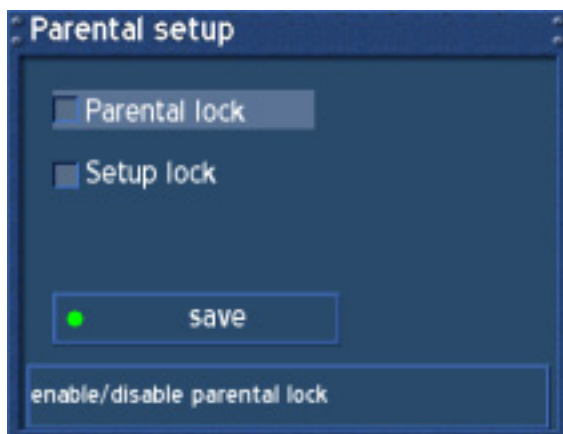 Parental setup
Parental lock
Setup lock
save
enable/disable parental lock